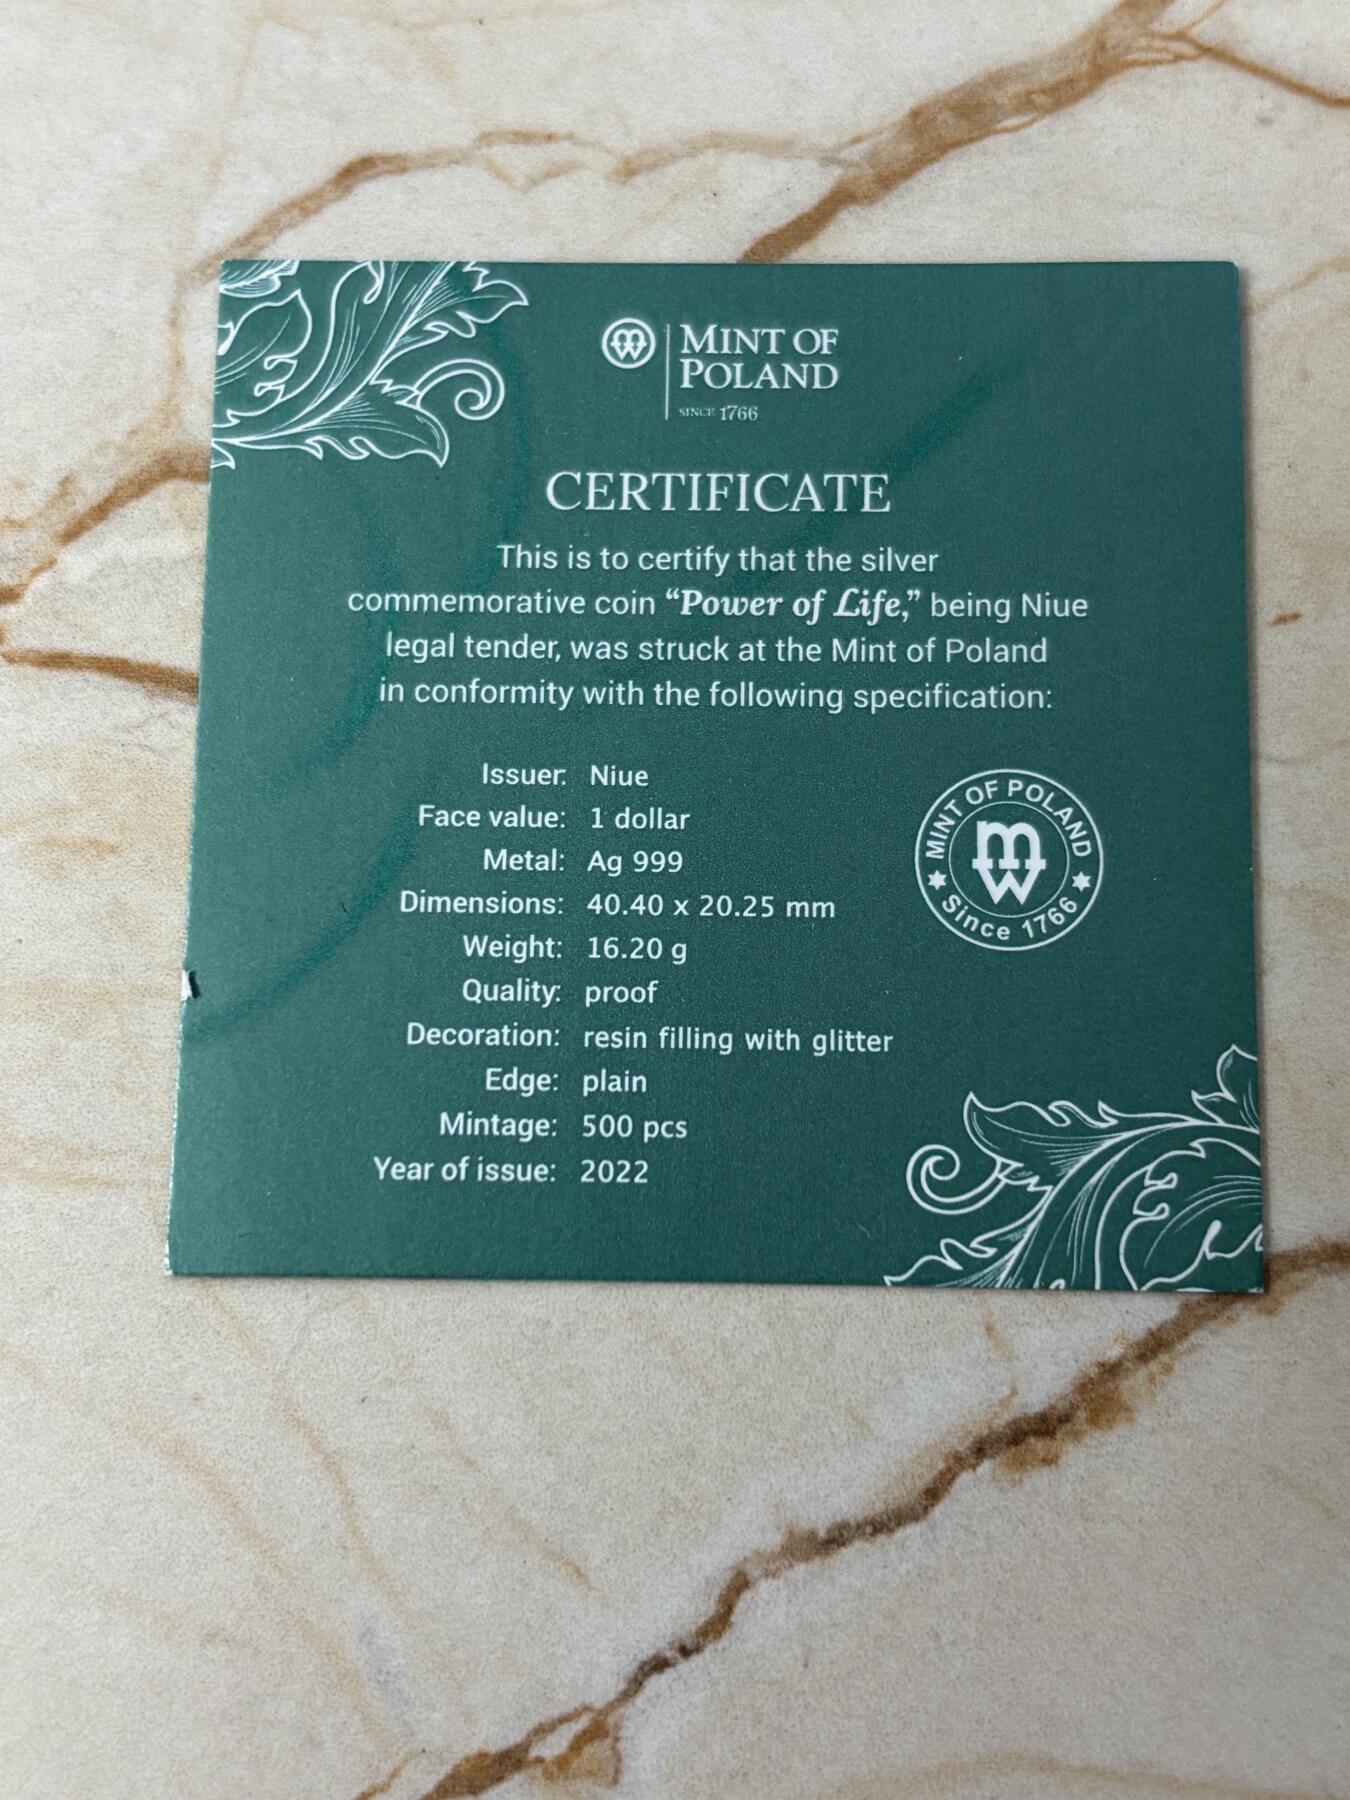 MINT OF
POLAND
SINCE 1766
CERTIFICATE
This is to certify that the silver
commemorative coin “Power of Life,” being Niue
legal tender, was struck at the Mint of Poland
in conformity with the following specification:
Issuer: Niue
Face value: 1 dollar
Metal: Ag 999
Dimensions: 40.40 x 20.25 mm
Weight: 16.20 g
Quality: proof
Decoration: resin filling with glitter
Edge: plain
Mintage: 500 pcs
Year of issue: 2022
MINT OF POLAND
mw
Since 1766